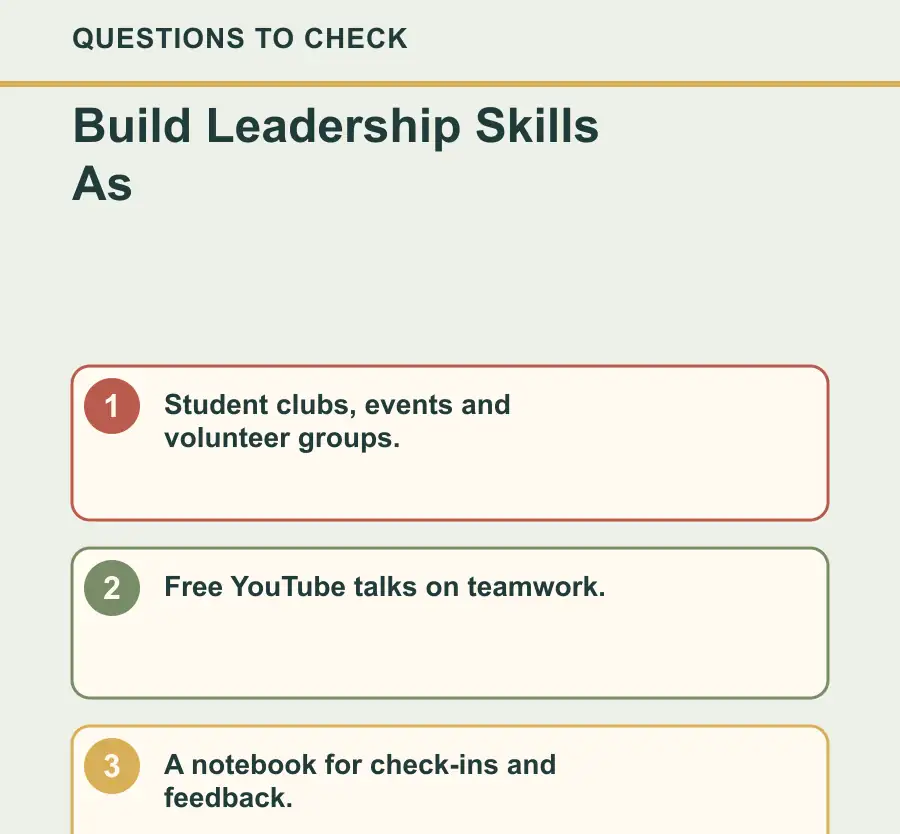 QUESTIONS TO CHECK
Build Leadership Skills
As
1
Student clubs, events and
volunteer groups.
2
Free YouTube talks on teamwork.
3
A notebook for check-ins and
feedback.